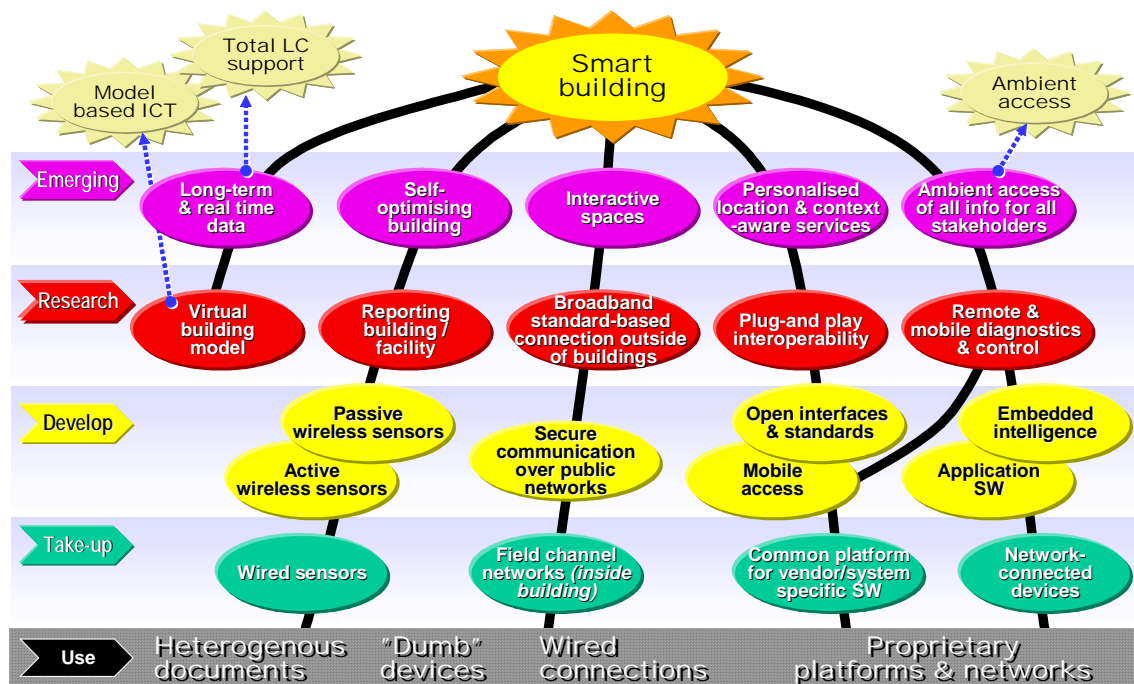 Total LC
support
Model
based ICT
Smart
building
Ambient
access
Emerging
Long-term
& real time
data
Self-
optimising
building
Interactive
spaces
Personalised
location & context
-aware services
Ambient access
of all info for all
stakeholders
Research
Virtual
building
model
Reporting
building /
facility
Broadband
standard-based
connection outside
of buildings
Plug-and play
interoperability
Remote &
mobile diagnostics
& control
Develop
Passive
wireless sensors
Active
wireless sensors
Secure
communication
over public
networks
Open interfaces
& standards
Mobile
access
Embedded
intelligence
Application
SW
Take-up
Wired sensors
Field channel
networks (inside
building)
Common platform
for vendor/system
specific SW
Network-
connected
devices
Use
Heterogenous
documents
"Dumb"
devices
Wired
connections
Proprietary
platforms & networks